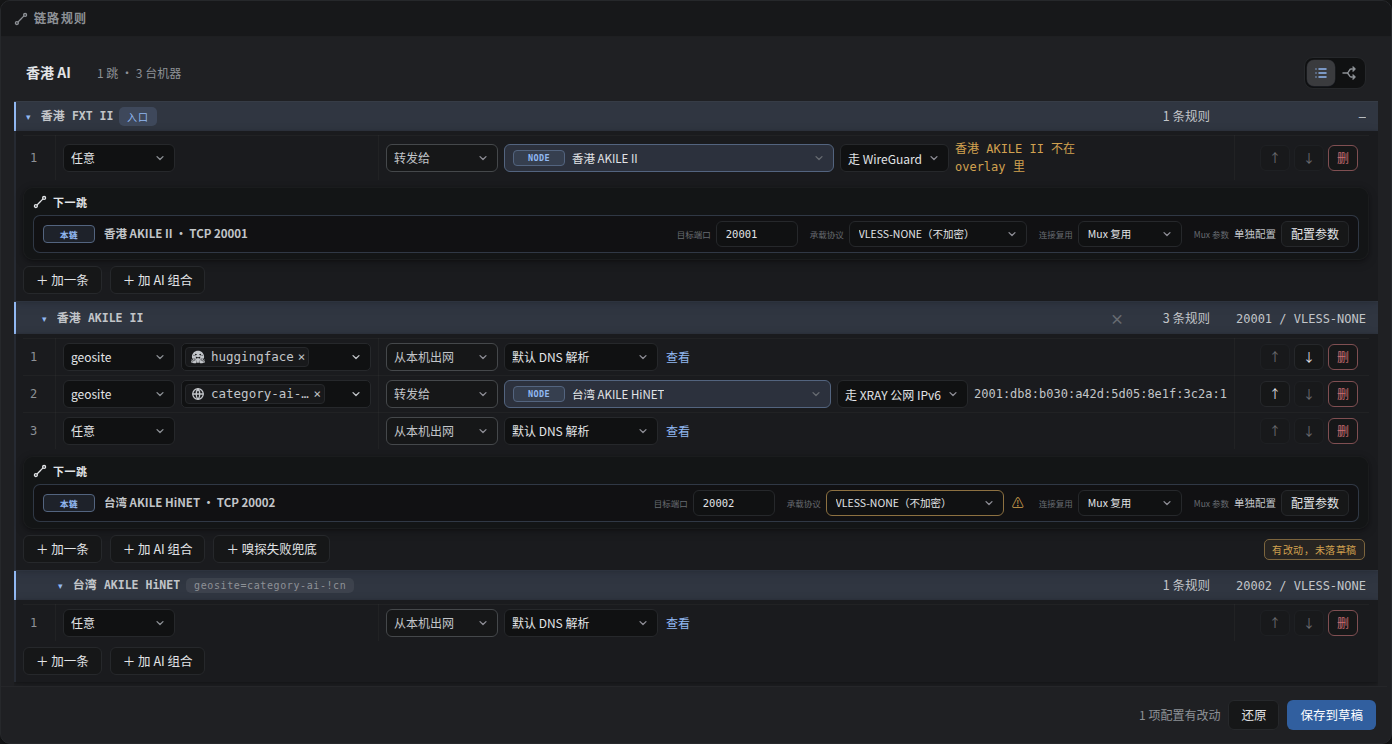 链路规则
香港 AI 1 跳 · 3 台机器
▾ 香港 FXT II 入口 1 条规则 —
1 任意 转发给 NODE 香港 AKILE II 走 WireGuard 香港 AKILE II 不在
overlay 里 ↑ ↓ 删
下一跳
本链 香港 AKILE II · TCP 20001 目标端口 20001 承载协议 VLESS-NONE（不加密） 连接复用 Mux 复用 Mux 参数 单独配置 配置参数
＋ 加一条 ＋ 加 AI 组合
▾ 香港 AKILE II × 3 条规则 20001 / VLESS-NONE
1 geosite huggingface × 从本机出网 默认 DNS 解析 查看 ↑ ↓ 删
2 geosite category-ai-… × 转发给 NODE 台湾 AKILE HiNET 走 XRAY 公网 IPv6 2001:db8:b030:a42d:5d05:8e1f:3c2a:1 ↑ ↓ 删
3 任意 从本机出网 默认 DNS 解析 查看 ↑ ↓ 删
下一跳
本链 台湾 AKILE HiNET · TCP 20002 目标端口 20002 承载协议 VLESS-NONE（不加密） 连接复用 Mux 复用 Mux 参数 单独配置 配置参数
＋ 加一条 ＋ 加 AI 组合 ＋ 嗅探失败兜底 有改动，未落草稿
▾ 台湾 AKILE HiNET geosite=category-ai-!cn 1 条规则 20002 / VLESS-NONE
1 任意 从本机出网 默认 DNS 解析 查看 ↑ ↓ 删
＋ 加一条 ＋ 加 AI 组合
1 项配置有改动 还原 保存到草稿